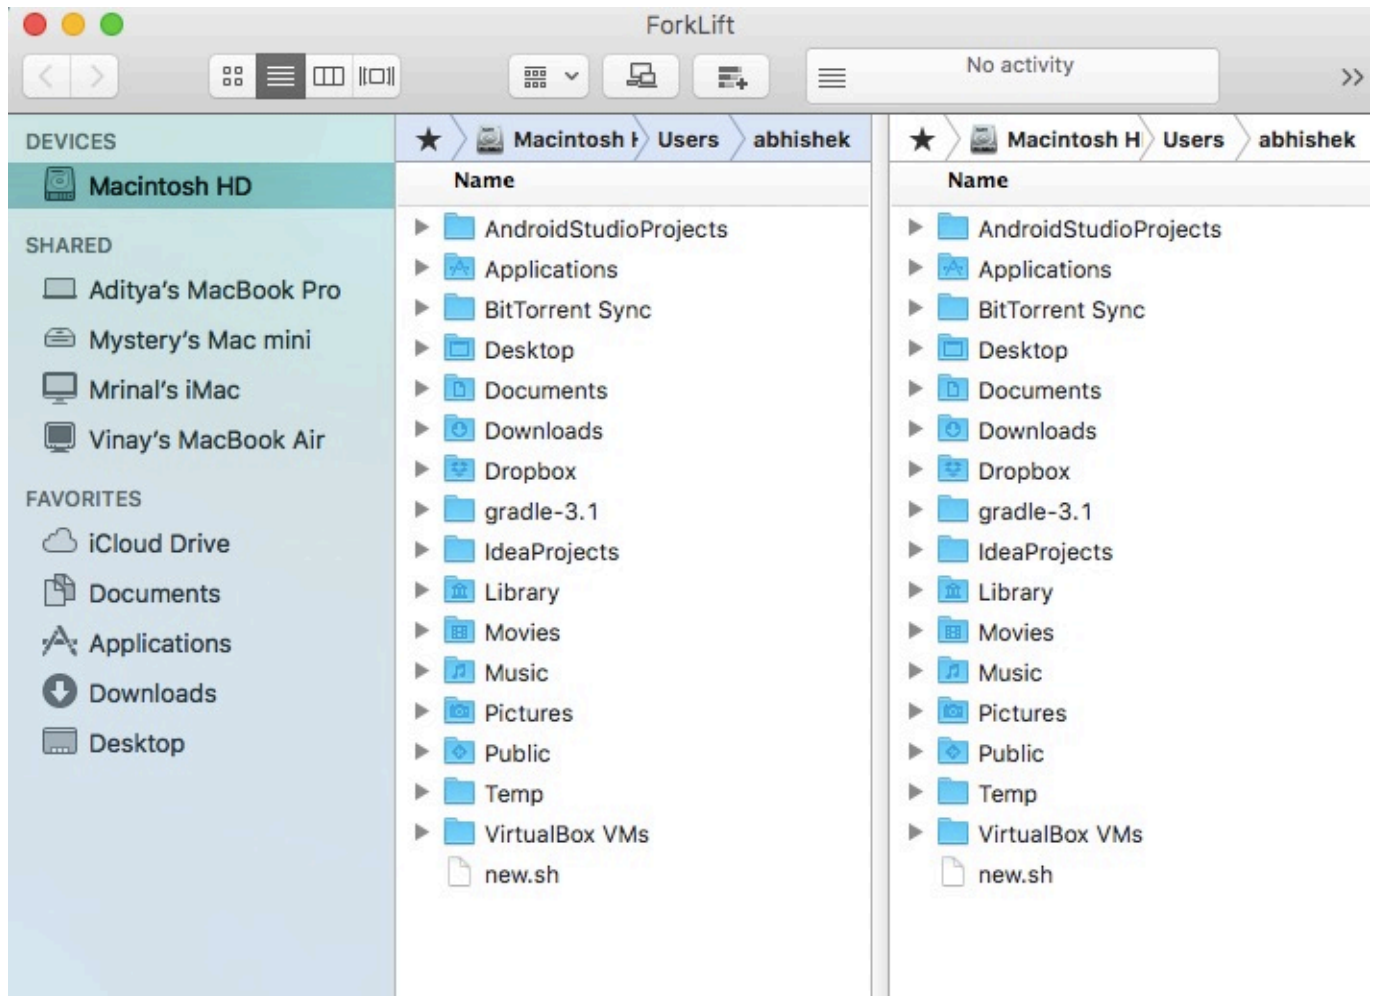 ForkLift
No activity
DEVICES
Macintosh HD
SHARED
Aditya's MacBook Pro
Mystery's Mac mini
Mrinal's iMac
Vinay's MacBook Air
FAVORITES
iCloud Drive
Documents
Applications
Downloads
Desktop
Macintosh H Users abhishek
Name
AndroidStudioProjects
Applications
BitTorrent Sync
Desktop
Documents
Downloads
Dropbox
gradle-3.1
IdeaProjects
Library
Movies
Music
Pictures
Public
Temp
VirtualBox VMs
new.sh
Macintosh H Users abhishek
Name
AndroidStudioProjects
Applications
BitTorrent Sync
Desktop
Documents
Downloads
Dropbox
gradle-3.1
IdeaProjects
Library
Movies
Music
Pictures
Public
Temp
VirtualBox VMs
new.sh